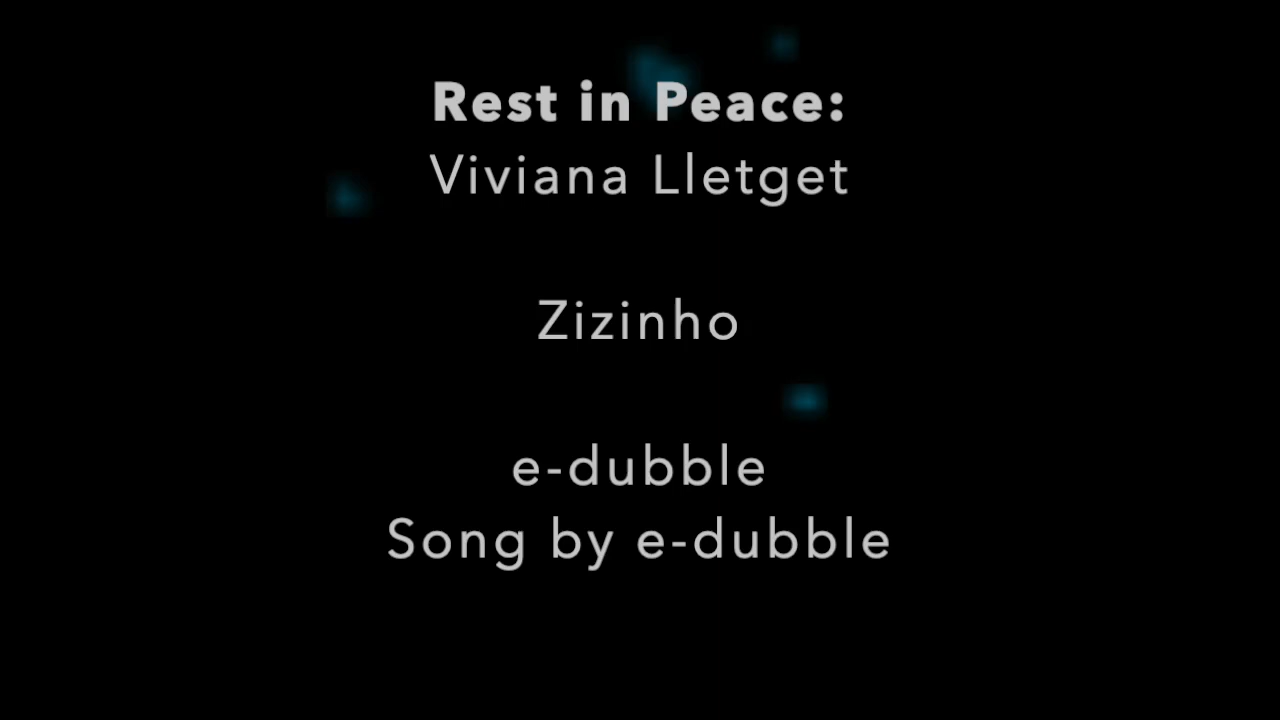 Rest in Peace:
Viviana Lletget
Zizinho
e-dubble
Song by e-dubble